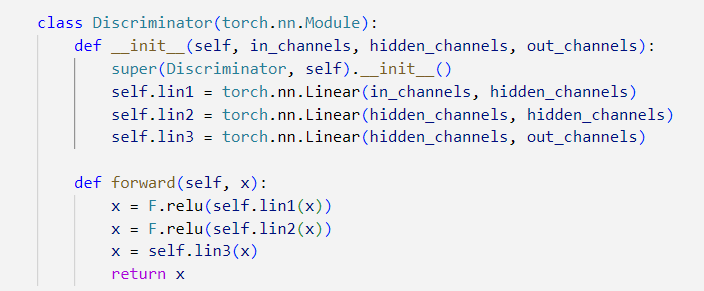 class Discriminator(torch.nn.Module):
    def __init__(self, in_channels, hidden_channels, out_channels):
        super(Discriminator, self).__init__()
        self.lin1 = torch.nn.Linear(in_channels, hidden_channels)
        self.lin2 = torch.nn.Linear(hidden_channels, hidden_channels)
        self.lin3 = torch.nn.Linear(hidden_channels, out_channels)

    def forward(self, x):
        x = F.relu(self.lin1(x))
        x = F.relu(self.lin2(x))
        x = self.lin3(x)
        return x